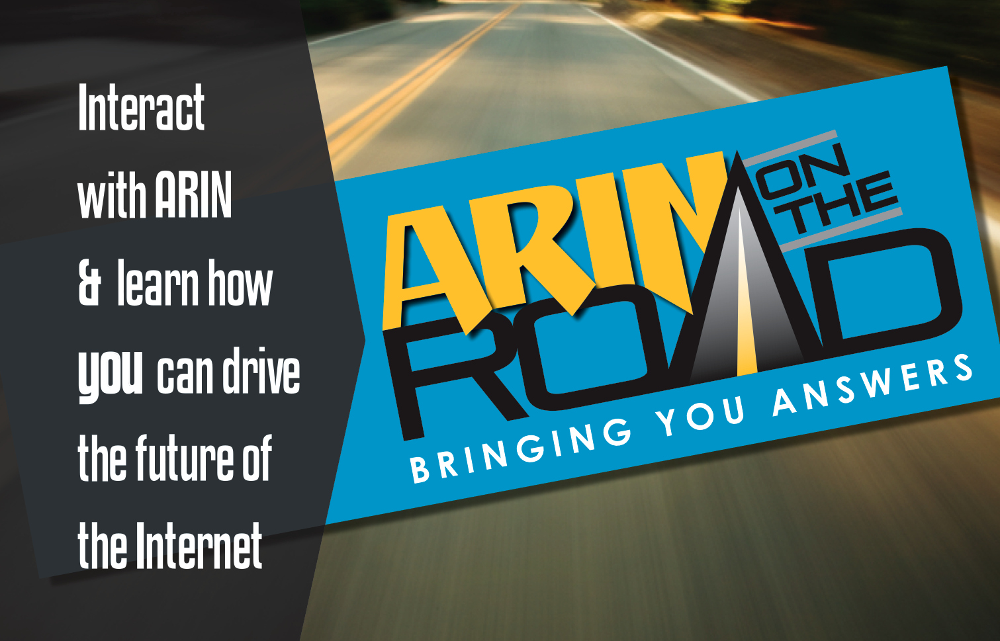 Interact
with ARIN
& learn how
you can drive
the future of
the Internet
ARIN
ON
THE
ROAD
BRINGING YOU ANSWERS